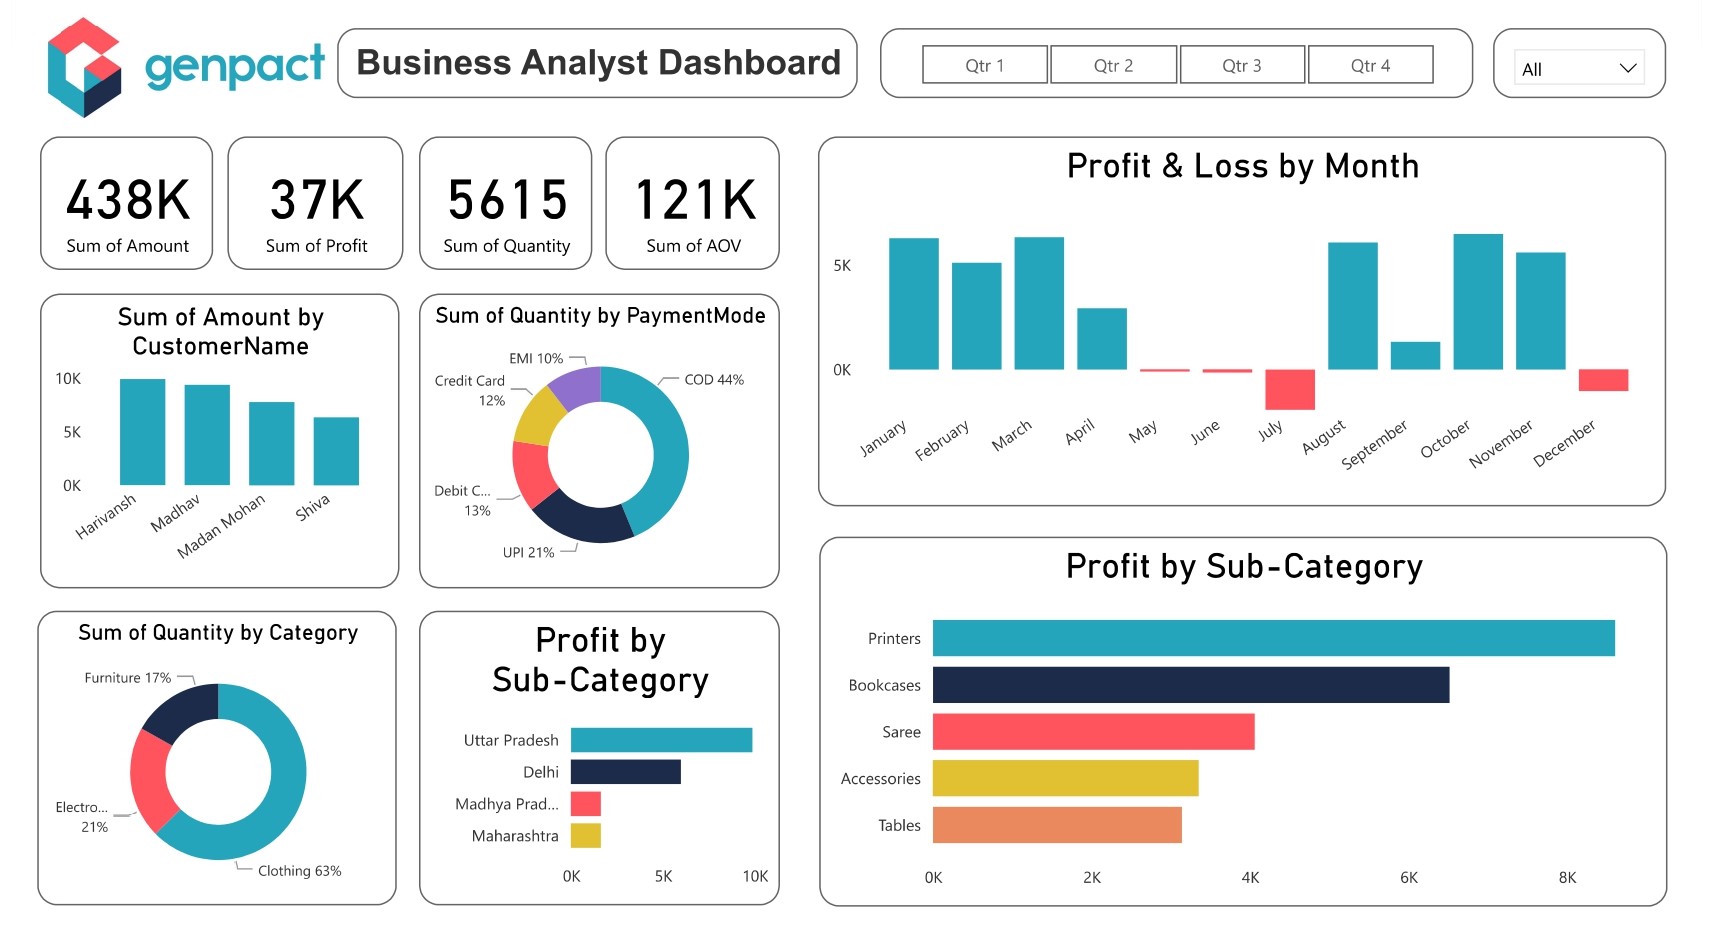 genpact
Business Analyst Dashboard
Qtr 1
Qtr 2
Qtr 3
Qtr 4
All
438K
Sum of Amount
37K
Sum of Profit
5615
Sum of Quantity
121K
Sum of AOV
Profit & Loss by Month
5K
0K
January
February
March
April
May
June
July
August
September
October
November
December
Sum of Amount by
CustomerName
10K
5K
0K
Harivansh
Madhav
Madan Mohan
Shiva
Sum of Quantity by PaymentMode
EMI 10%
COD 44%
Credit Card
12%
Debit C...
13%
UPI 21%
Profit by Sub-Category
Printers
Bookcases
Saree
Accessories
Tables
0K
2K
4K
6K
8K
Sum of Quantity by Category
Furniture 17%
Electro...
21%
Clothing 63%
Profit by
Sub-Category
Uttar Pradesh
Delhi
Madhya Prad...
Maharashtra
0K
5K
10K